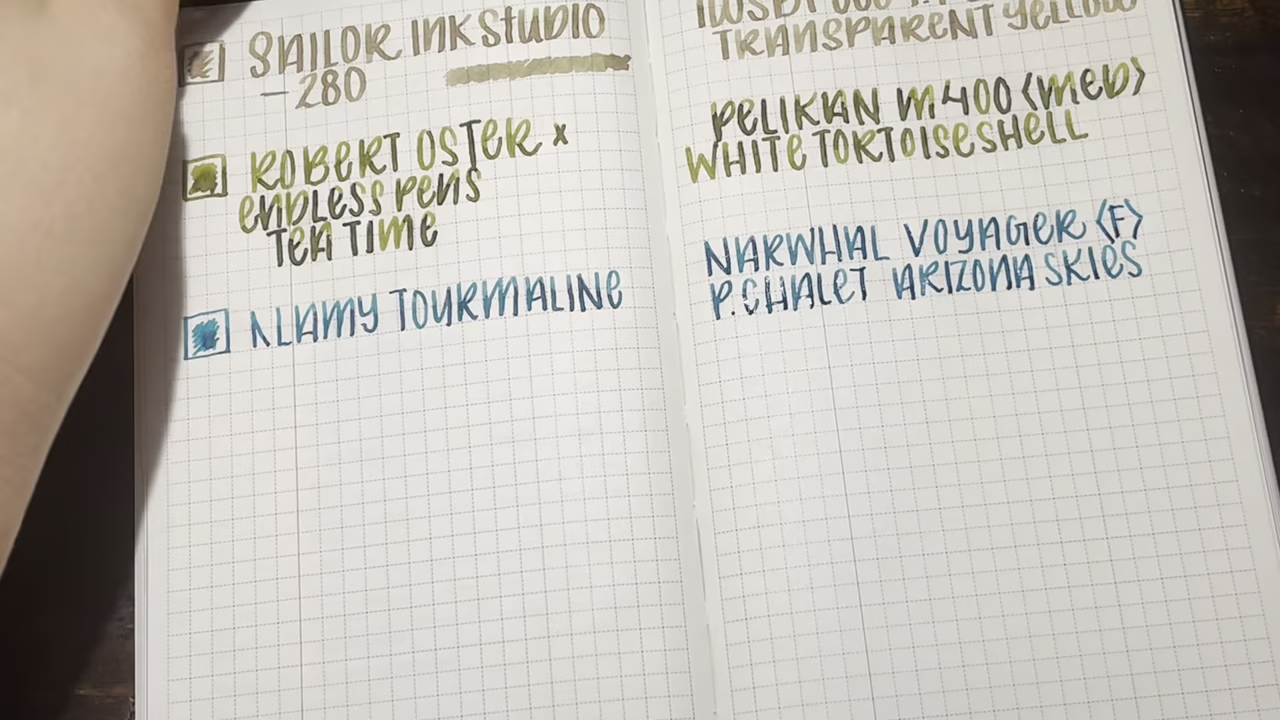 SAILOR INK STUDIO
- 280
ROBERT OSTER x
ENDLESS PENS
TEA TIME
LAMY TOURMALINE
TRANSPARENT YELLOW
PELIKAN M400 <MED>
WHITE TORTOISESHELL
NARWHAL VOYAGER <F>
P.CHALET ARIZONA SKIES